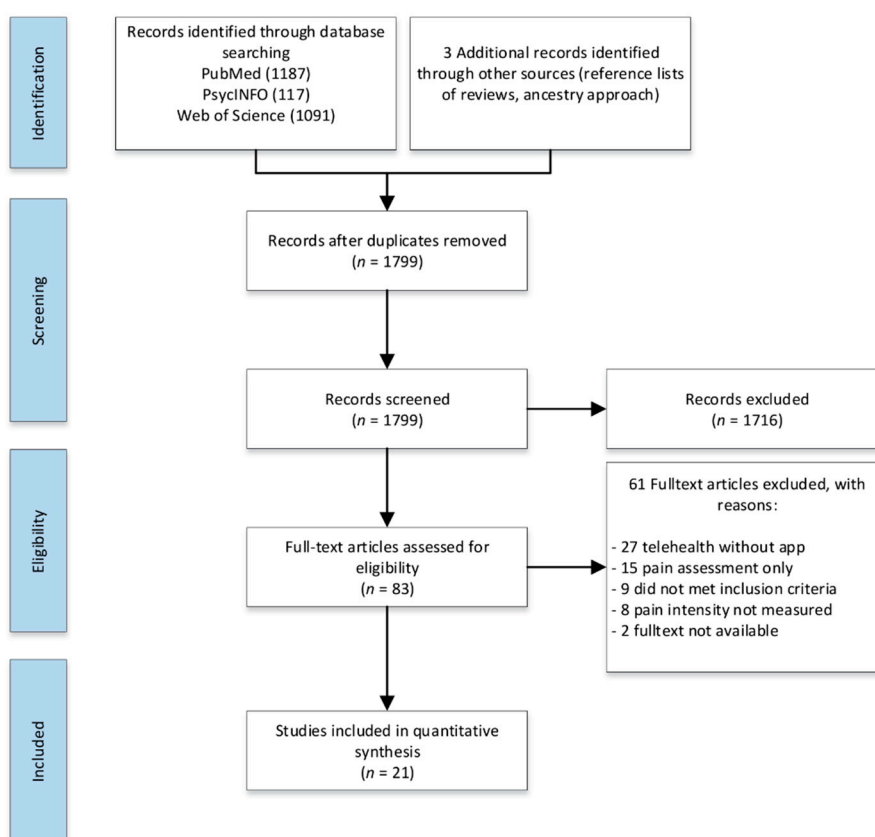 Identification
Records identified through database
searching
PubMed (1187)
PsycINFO (117)
Web of Science (1091)
3 Additional records identified
through other sources (reference lists
of reviews, ancestry approach)
Screening
Records after duplicates removed
(n = 1799)
Records screened
(n = 1799)
Records excluded
(n = 1716)
Eligibility
Full-text articles assessed for
eligibility
(n = 83)
61 Fulltext articles excluded, with
reasons:
- 27 telehealth without app
- 15 pain assessment only
- 9 did not met inclusion criteria
- 8 pain intensity not measured
- 2 fulltext not available
Included
Studies included in quantitative
synthesis
(n = 21)